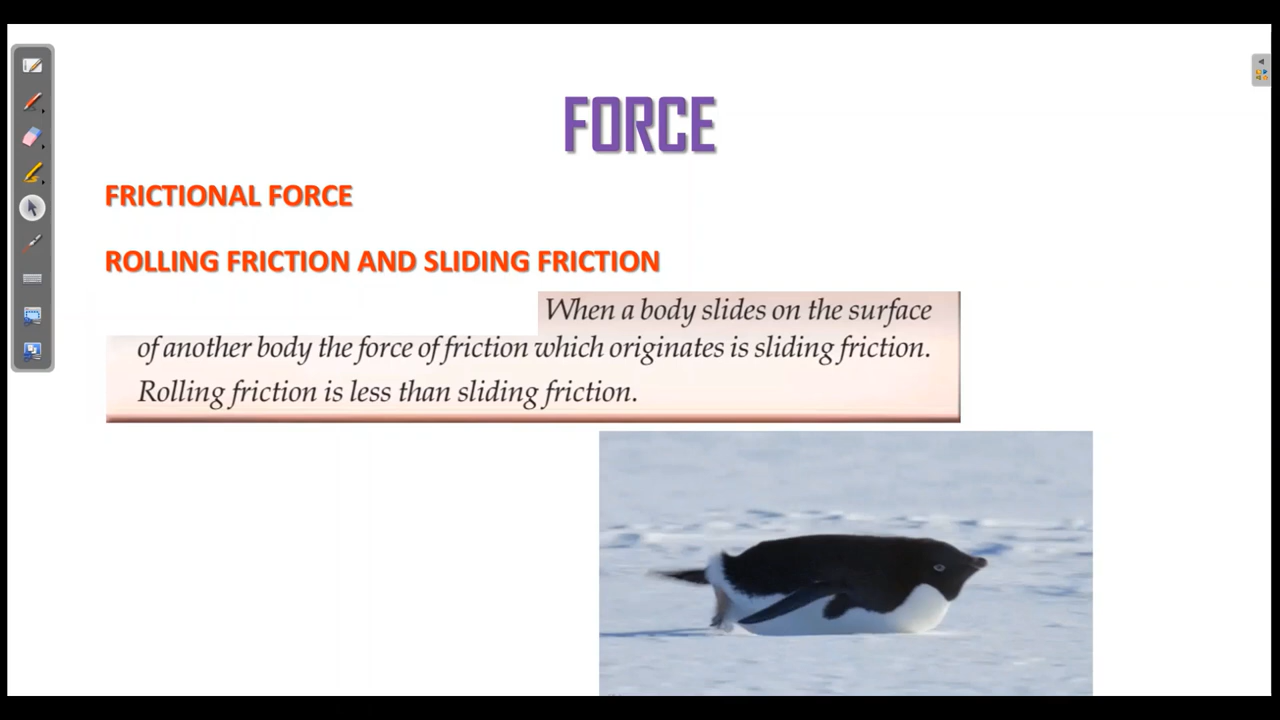 FORCE
FRICTIONAL FORCE
ROLLING FRICTION AND SLIDING FRICTION
When a body slides on the surface
of another body the force of friction which originates is sliding friction.
Rolling friction is less than sliding friction.